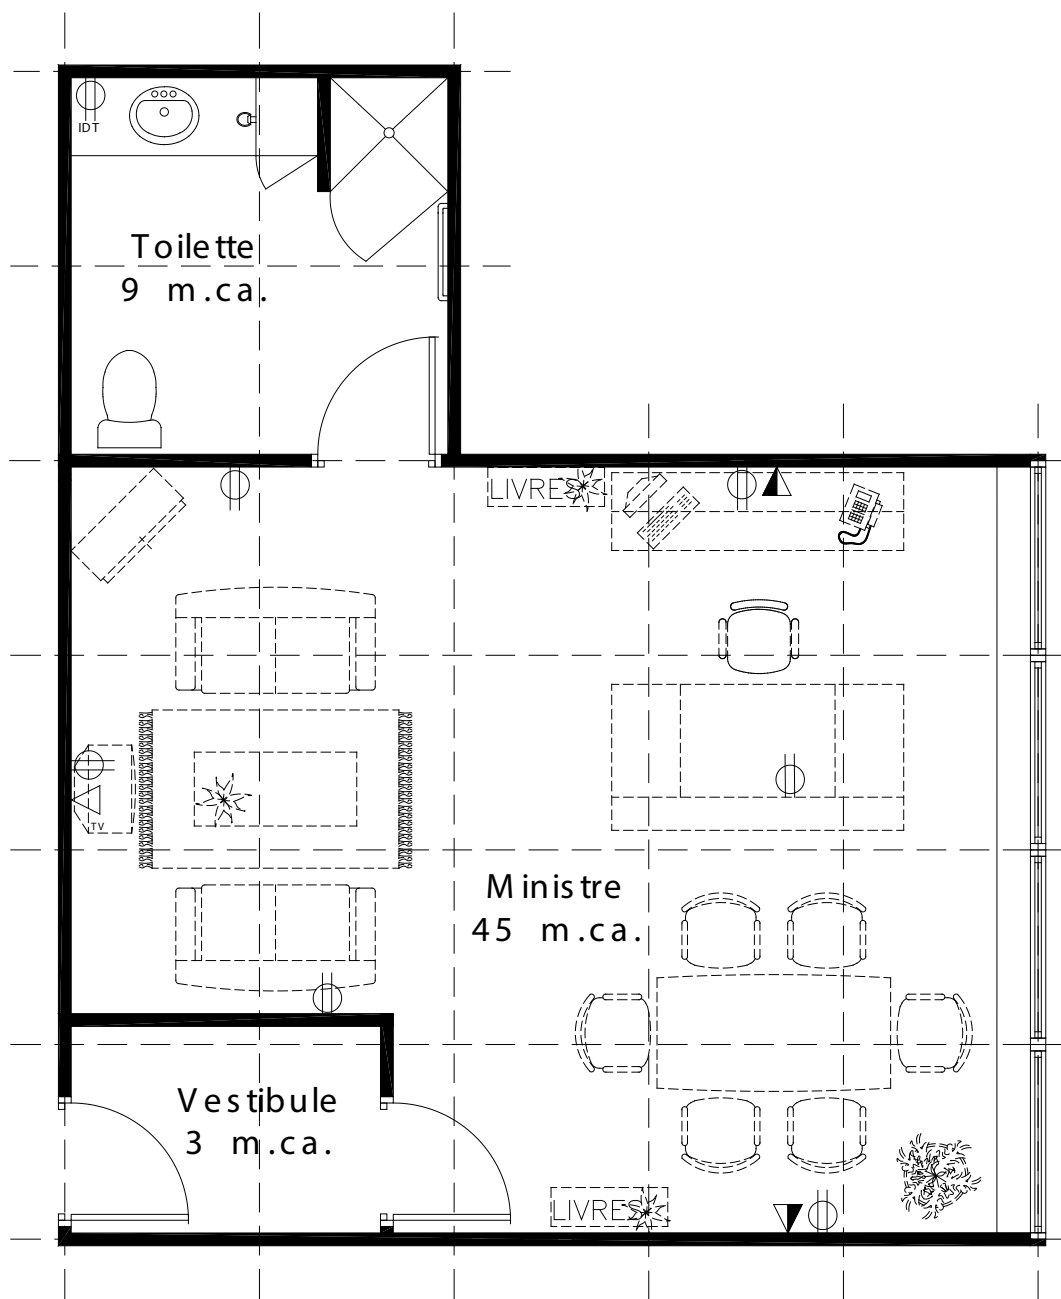 IDT
Toilette
9 m.ca.
LIVRES
TV
Ministre
45 m.ca.
Vestibule
3 m.ca.
LIVRES